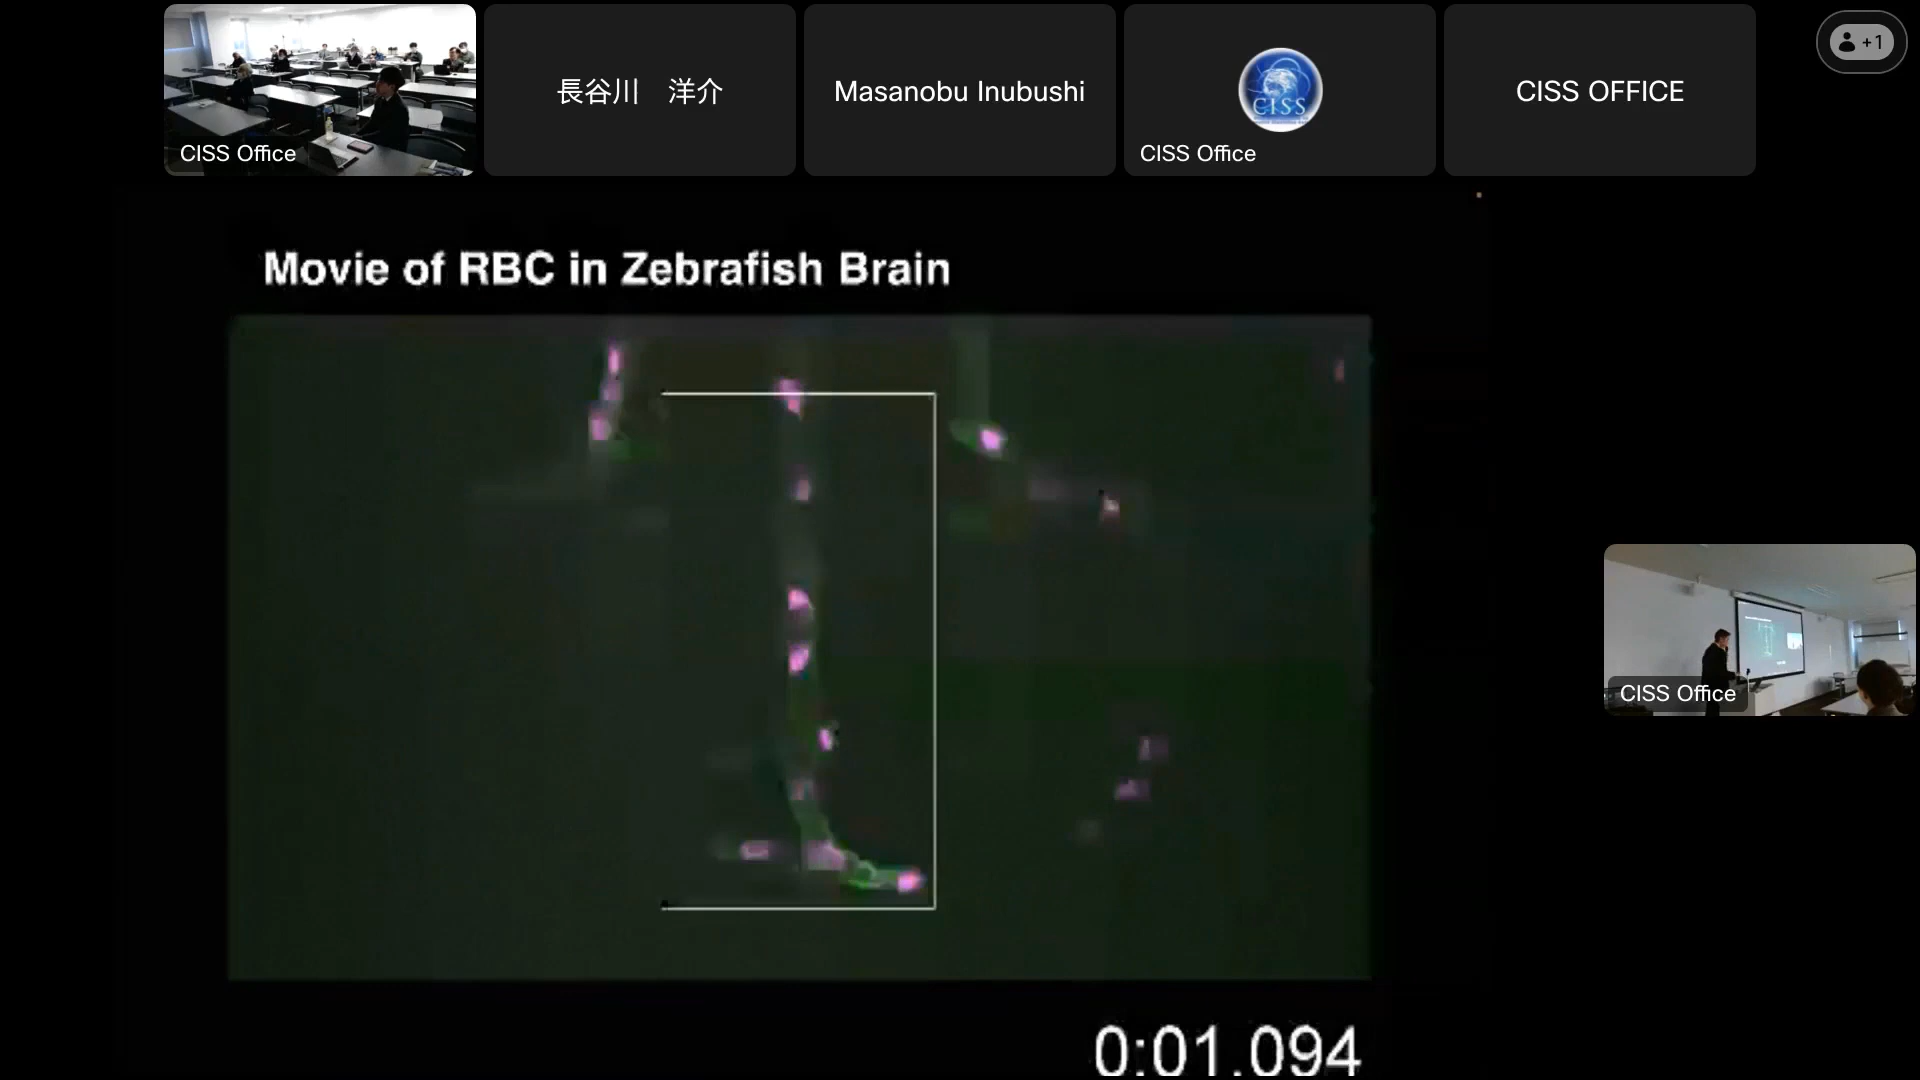 +1
CISS Office
長谷川　洋介
Masanobu Inubushi
CISS
CISS Office
CISS OFFICE
Movie of RBC in Zebrafish Brain
CISS Office
0:01.094